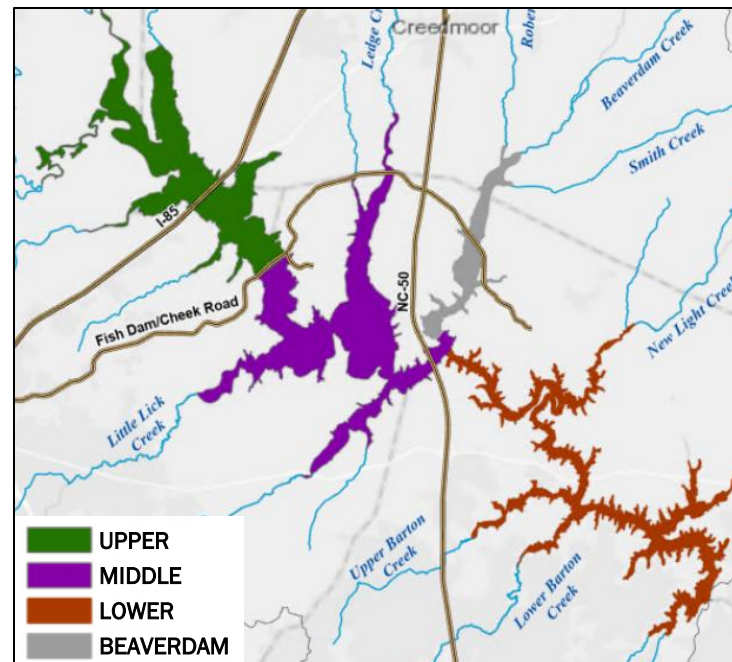 Creedmoor
Ledge Cr
Rober
Beaverdam Creek
Smith Creek
I-85
NC-50
Fish Dam/Cheek Road
New Light Creek
Little Lick
Creek
Upper Barton
Creek
Lower Barton
Creek
UPPER
MIDDLE
LOWER
BEAVERDAM